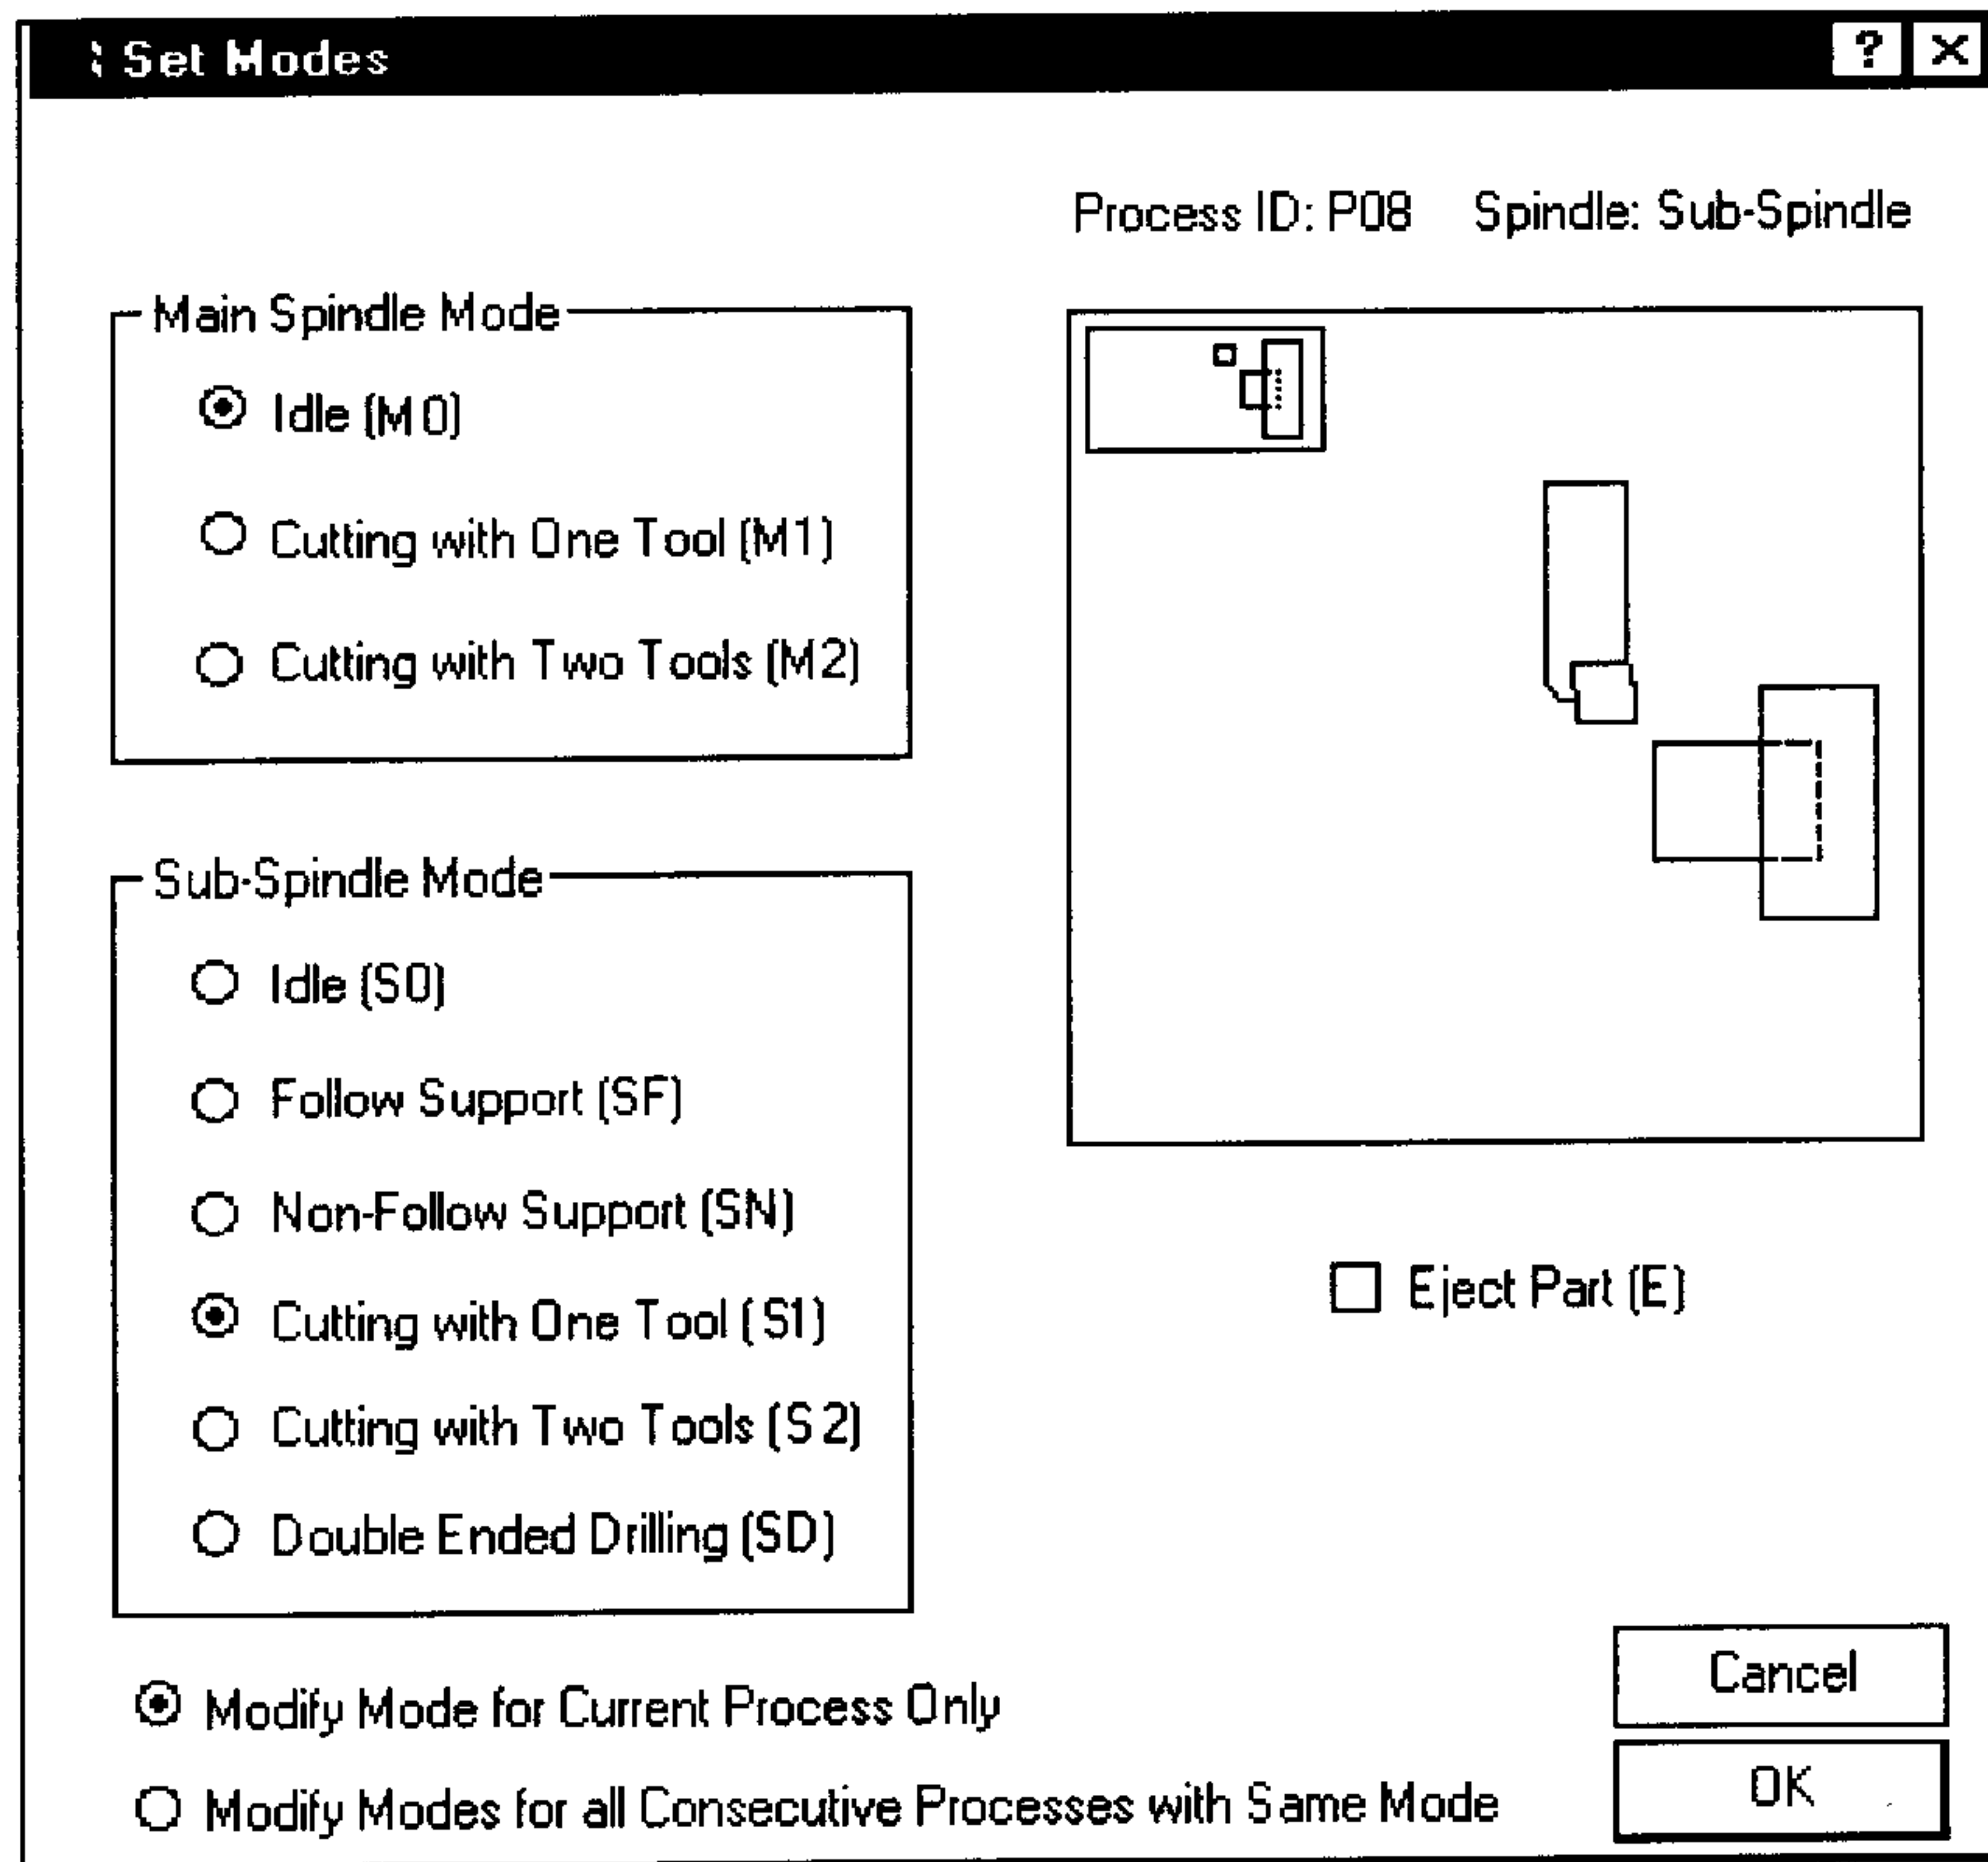 Set Modes
? X
Process ID: P08 Spindle: Sub-Spindle
Main Spindle Mode
Idle (M0)
Cutting with One Tool (M1)
Cutting with Two Tools (M2)
Sub-Spindle Mode
Idle (S0)
Follow Support (SF)
Non-Follow Support (SN)
Cutting with One Tool (S1)
Cutting with Two Tools (S2)
Double Ended Drilling (SD)
Eject Part (E)
Modify Mode for Current Process Only
Modify Modes for all Consecutive Processes with Same Mode
Cancel
OK